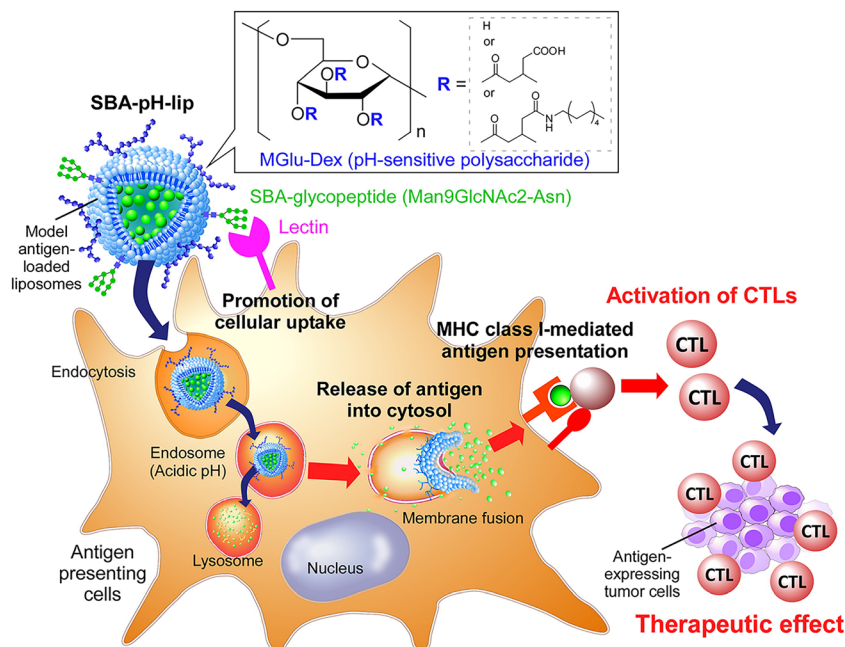 SBA-pH-lip
O
O
RO
RO
OR
n
R =
H
or
COOH
O
or
O
O
N
H
4
MGlu-Dex (pH-sensitive polysaccharide)
SBA-glycopeptide (Man9GlcNAc2-Asn)
Lectin
Model
antigen-
loaded
liposomes
Promotion of
cellular uptake
Endocytosis
Endosome
(Acidic pH)
Lysosome
Antigen
presenting
cells
Nucleus
Release of antigen
into cytosol
Membrane fusion
MHC class I-mediated
antigen presentation
Activation of CTLs
CTL
CTL
CTL
CTL
CTL
CTL
CTL
Antigen-
expressing
tumor cells
Therapeutic effect